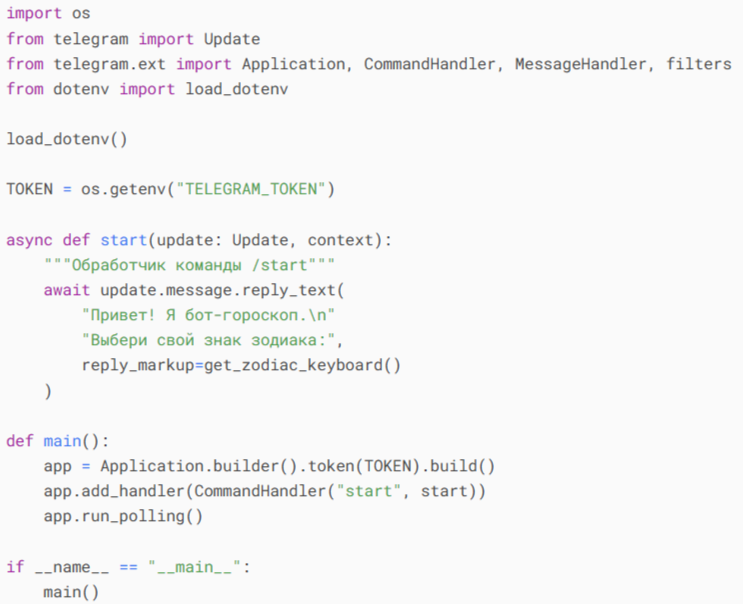 import os
from telegram import Update
from telegram.ext import Application, CommandHandler, MessageHandler, filters
from dotenv import load_dotenv

load_dotenv()

TOKEN = os.getenv("TELEGRAM_TOKEN")

async def start(update: Update, context):
    """Обработчик команды /start"""
    await update.message.reply_text(
        "Привет! Я бот-гороскоп.\n"
        "Выбери свой знак зодиака:",
        reply_markup=get_zodiac_keyboard()
    )

def main():
    app = Application.builder().token(TOKEN).build()
    app.add_handler(CommandHandler("start", start))
    app.run_polling()

if __name__ == "__main__":
    main()